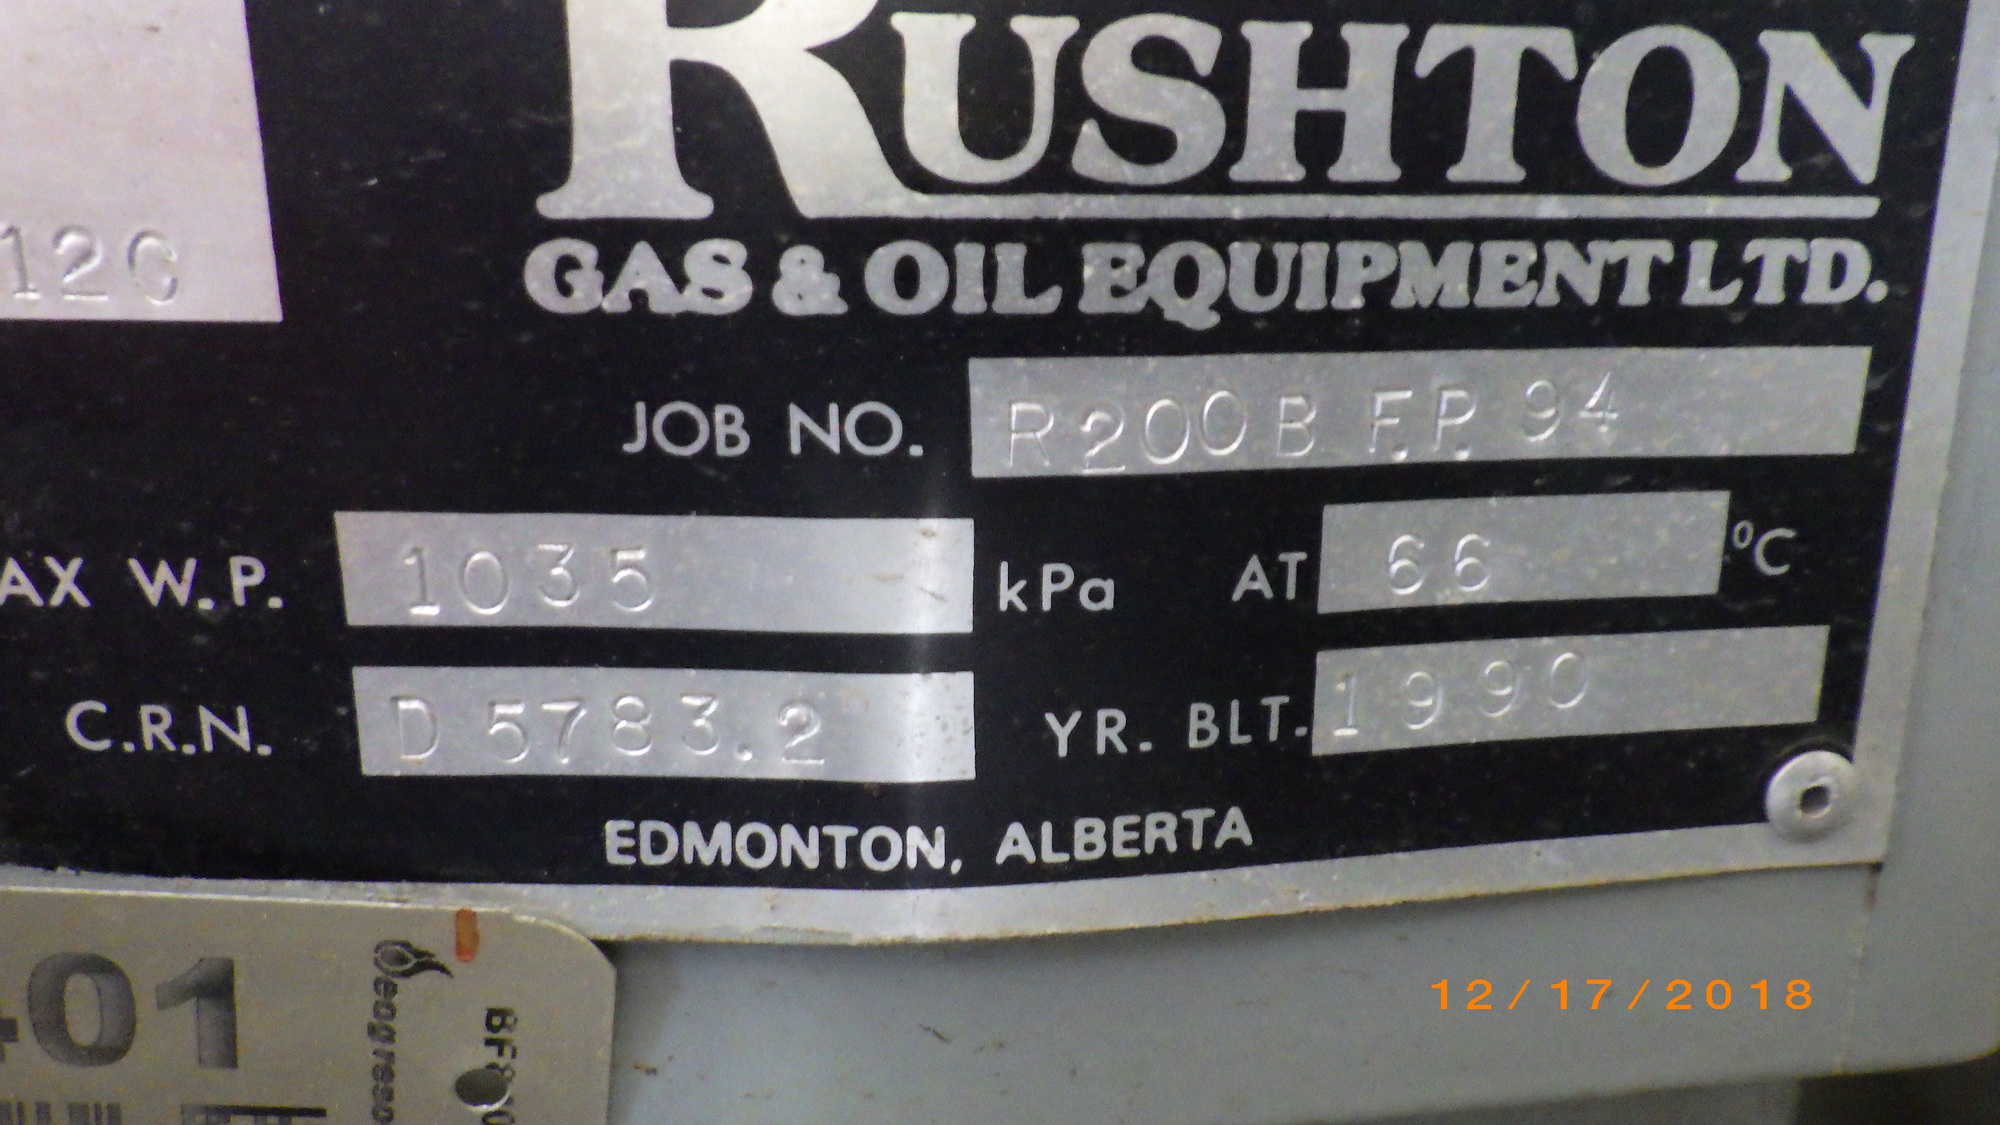 RUSHTON
GAS & OIL EQUIPMENT LTD.
12C
JOB NO. R200B F.P. 94
AX W.P. 1035 kPa AT 66 °C
C.R.N. D 5783.2 YR. BLT. 1990
EDMONTON, ALBERTA
401
12/17/2018